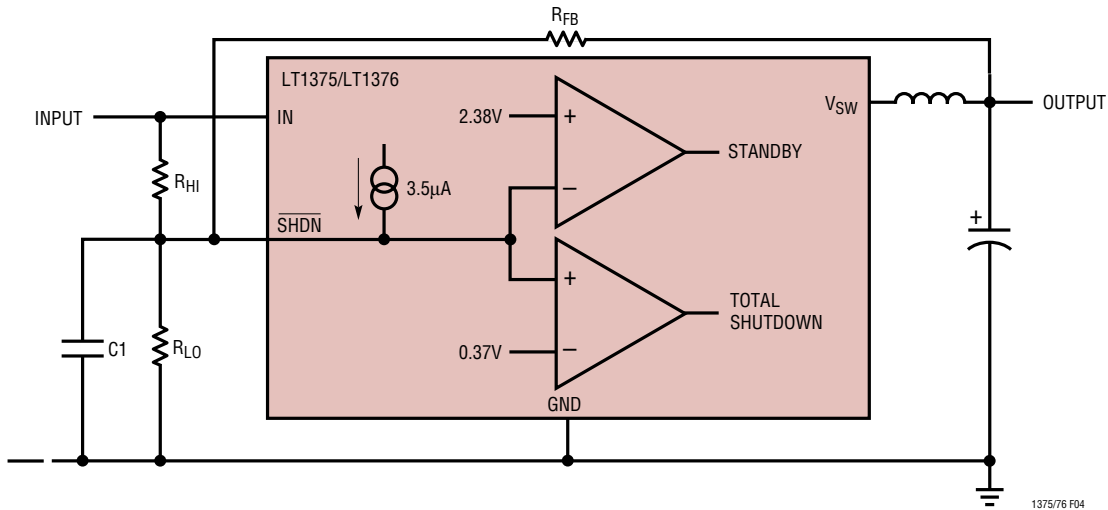 RFB
LT1375/LT1376
INPUT
IN
2.38V
+
–
STANDBY
VSW
OUTPUT
RHI
3.5µA
+
SHDN
+
–
0.37V
TOTAL
SHUTDOWN
C1
RLO
GND
1375/76 F04